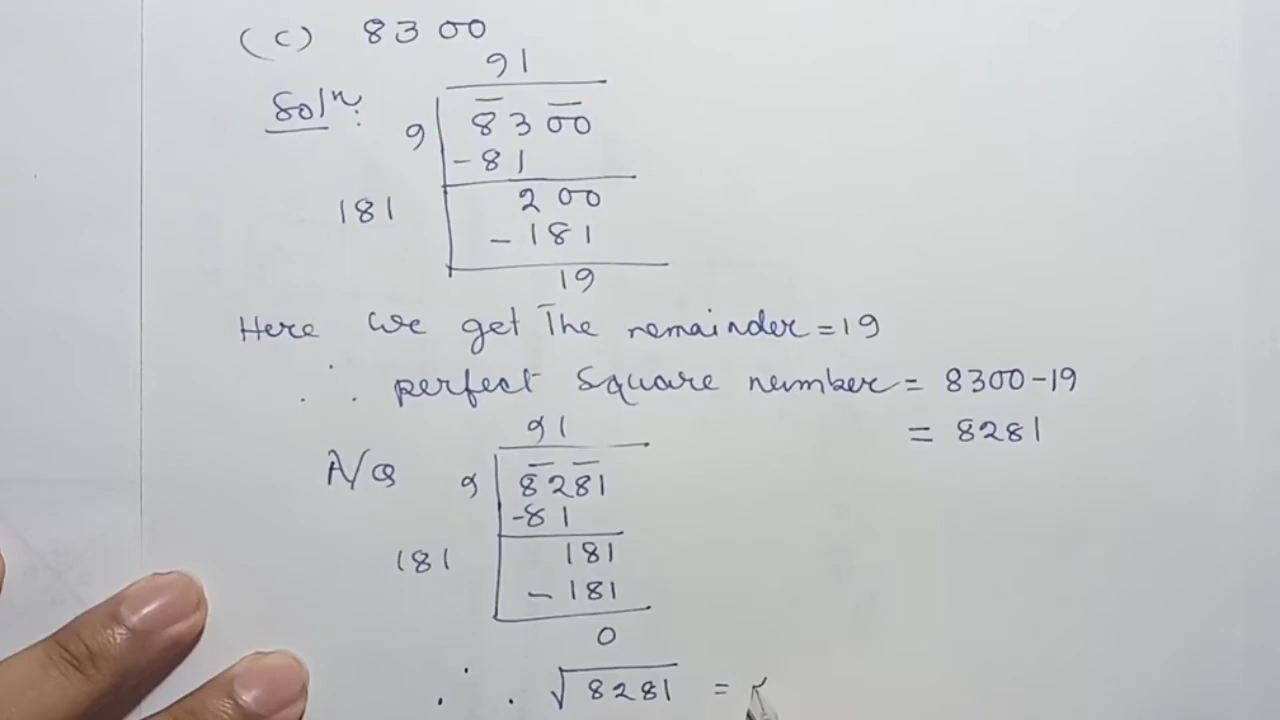 (c) 8300
91
Solⁿ:
9 8300
-81
181 200
-181
19
Here we get The remainder = 19
∴ perfect Square number = 8300-19
= 8281
91
A/Q 9 8281
-81
181 181
-181
0
∴ √8281 =